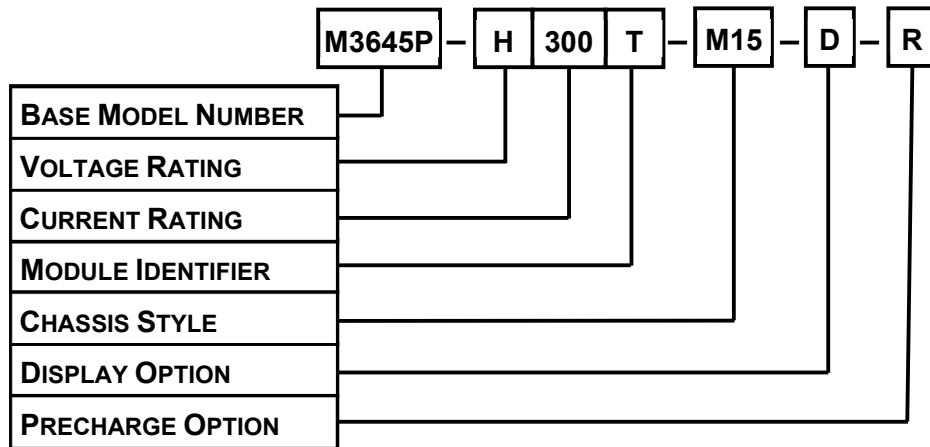 M3645P – H 300 T – M15 – D – R
BASE MODEL NUMBER
VOLTAGE RATING
CURRENT RATING
MODULE IDENTIFIER
CHASSIS STYLE
DISPLAY OPTION
PRECHARGE OPTION